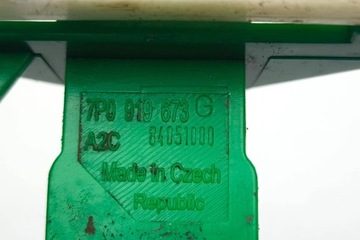 7P0 919 673 G
A2C 84051000
Made in Czech
Republic